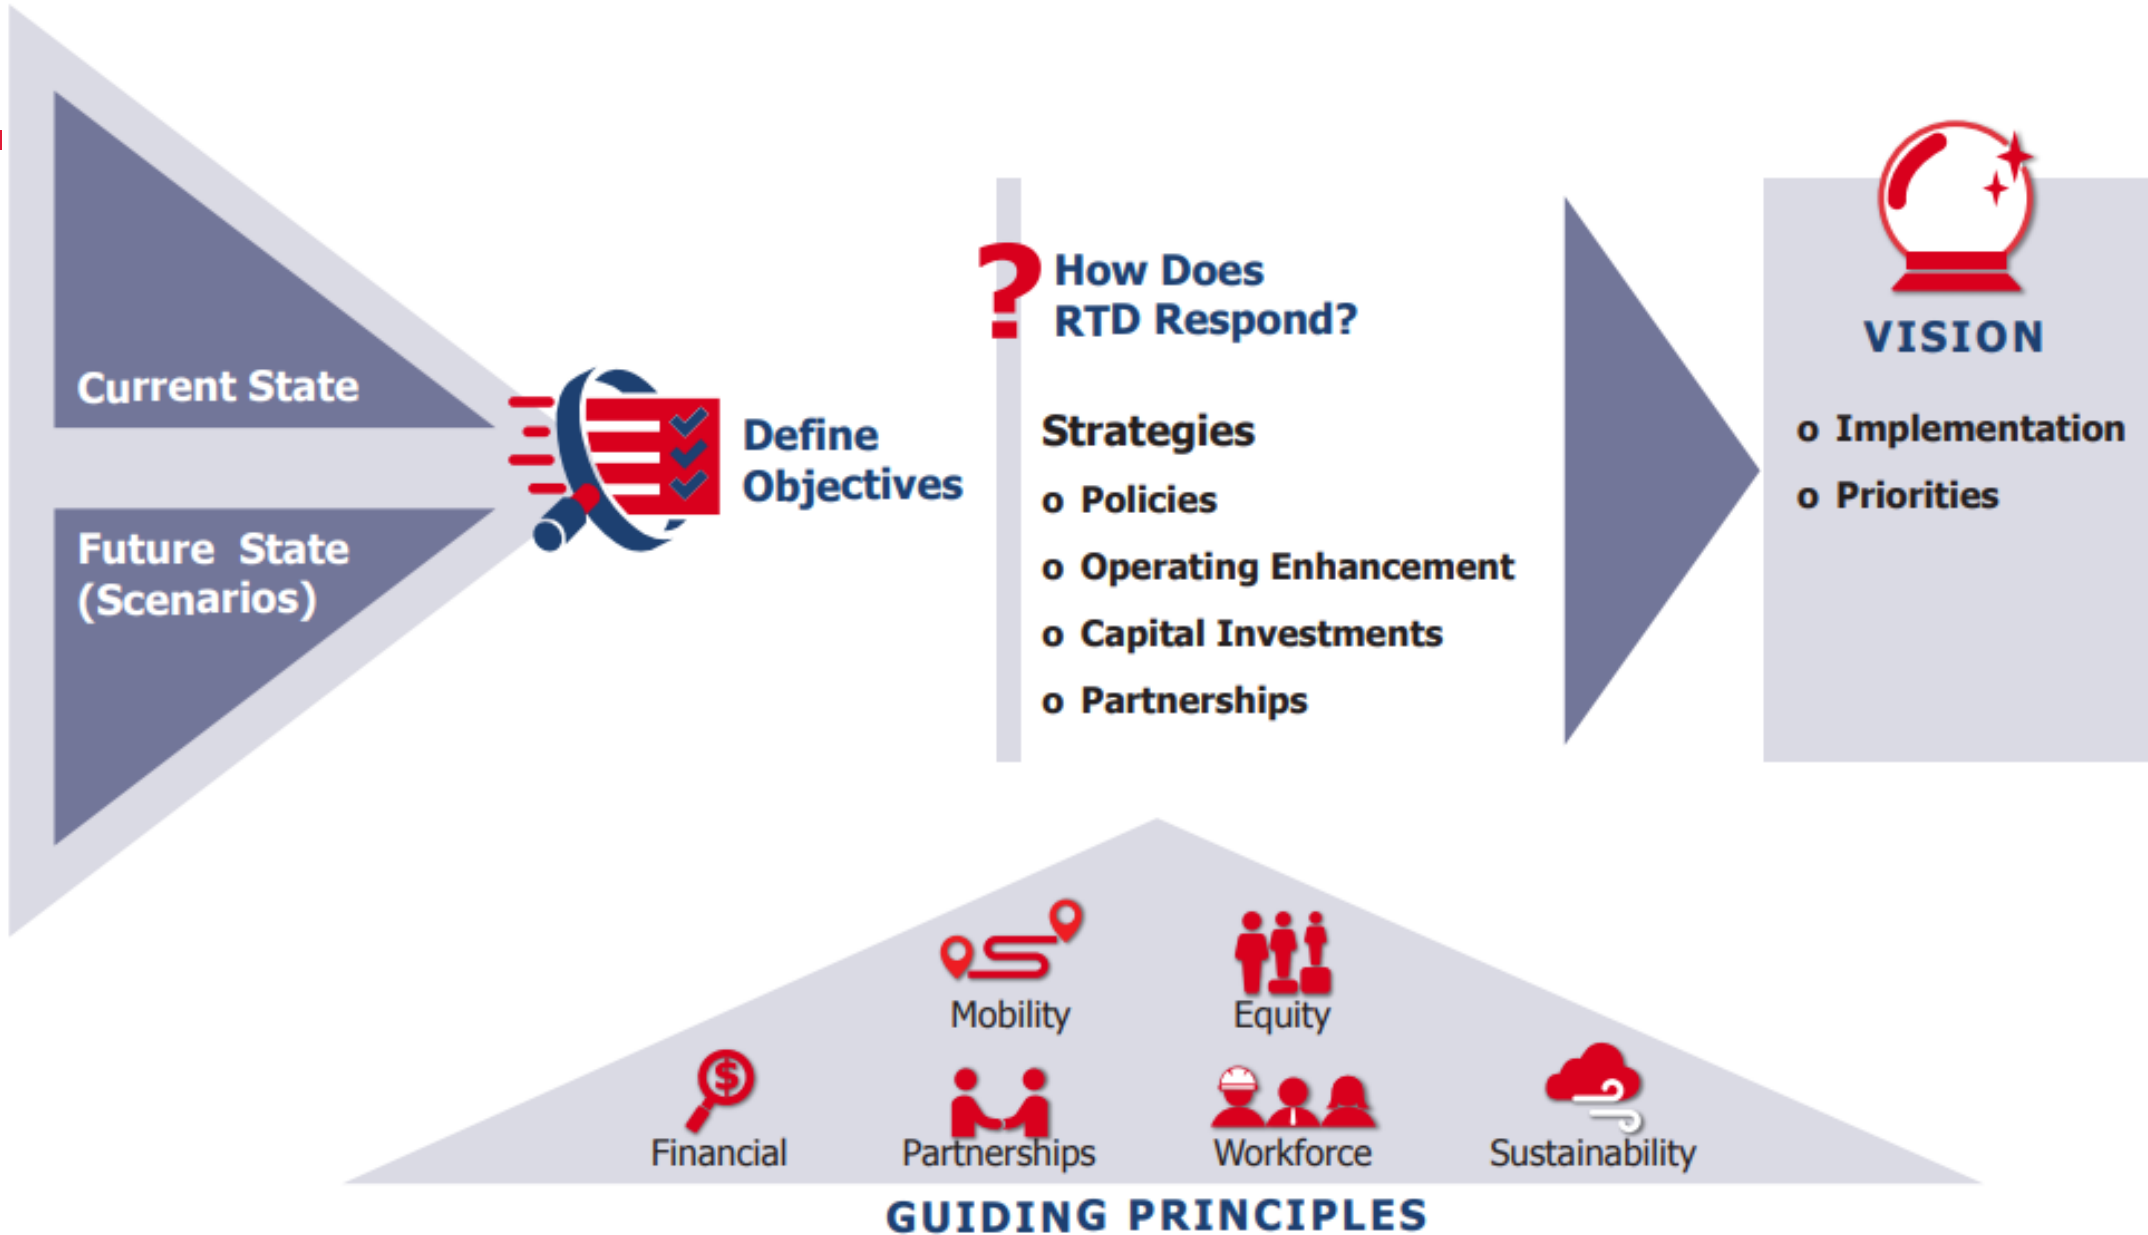 Current State
Future State
(Scenarios)
Define
Objectives
? How Does
RTD Respond?
Strategies
o Policies
o Operating Enhancement
o Capital Investments
o Partnerships
VISION
o Implementation
o Priorities
Mobility
Equity
$
Financial
Partnerships
Workforce
Sustainability
GUIDING PRINCIPLES